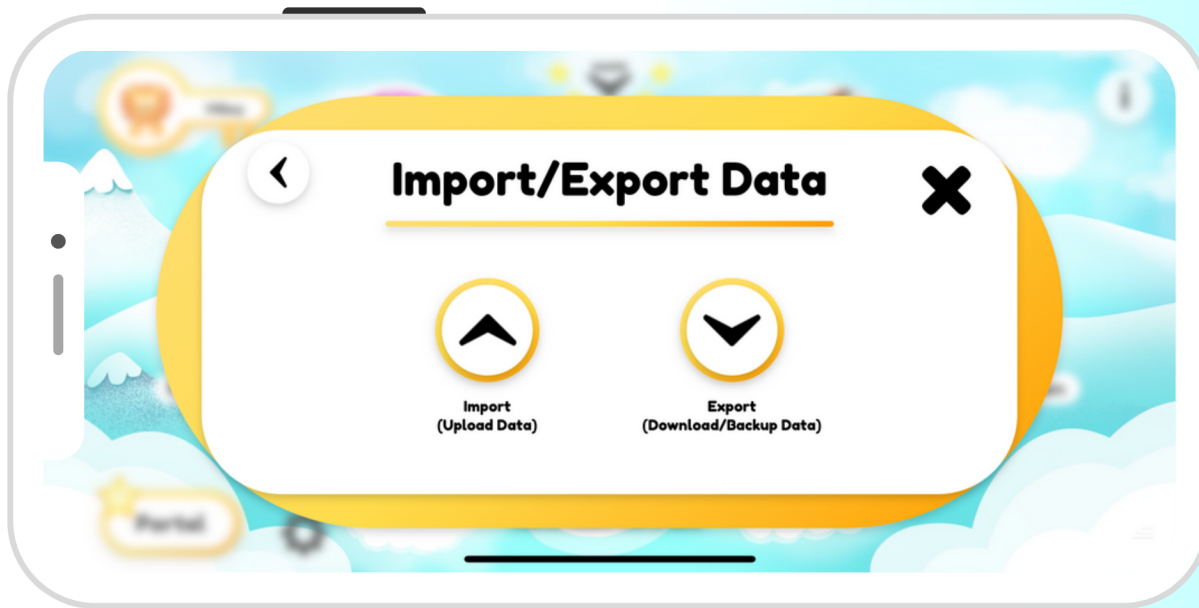 Import/Export Data
Import
(Upload Data)
Export
(Download/Backup Data)
Portal